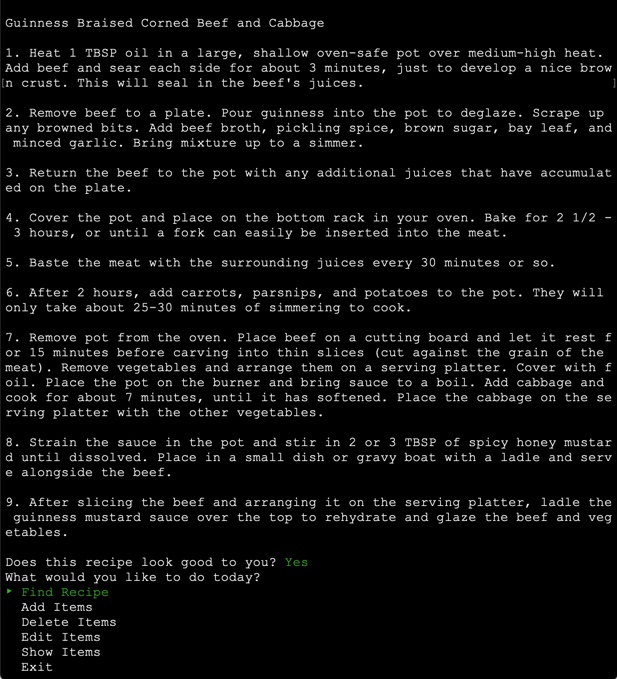 Guinness Braised Corned Beef and Cabbage
1. Heat 1 TBSP oil in a large, shallow oven-safe pot over medium-high heat.
Add beef and sear each side for about 3 minutes, just to develop a nice brow
n crust. This will seal in the beef's juices.
2. Remove beef to a plate. Pour guinness into the pot to deglaze. Scrape up
any browned bits. Add beef broth, pickling spice, brown sugar, bay leaf, and
minced garlic. Bring mixture up to a simmer.
3. Return the beef to the pot with any additional juices that have accumulat
ed on the plate.
4. Cover the pot and place on the bottom rack in your oven. Bake for 2 1/2 -
3 hours, or until a fork can easily be inserted into the meat.
5. Baste the meat with the surrounding juices every 30 minutes or so.
6. After 2 hours, add carrots, parsnips, and potatoes to the pot. They will
only take about 25-30 minutes of simmering to cook.
7. Remove pot from the oven. Place beef on a cutting board and let it rest f
or 15 minutes before carving into thin slices (cut against the grain of the
meat). Remove vegetables and arrange them on a serving platter. Cover with f
oil. Place the pot on the burner and bring sauce to a boil. Add cabbage and
cook for about 7 minutes, until it has softened. Place the cabbage on the se
rving platter with the other vegetables.
8. Strain the sauce in the pot and stir in 2 or 3 TBSP of spicy honey mustar
d until dissolved. Place in a small dish or gravy boat with a ladle and serv
e alongside the beef.
9. After slicing the beef and arranging it on the serving platter, ladle the
guinness mustard sauce over the top to rehydrate and glaze the beef and veg
etables.
Does this recipe look good to you? Yes
What would you like to do today?
‣ Find Recipe
Add Items
Delete Items
Edit Items
Show Items
Exit